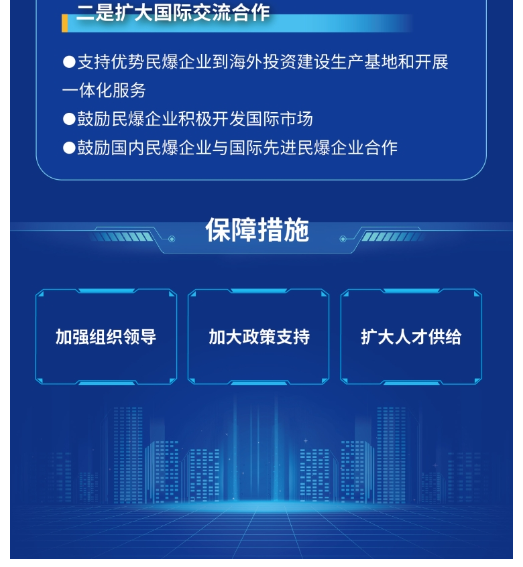 二是扩大国际交流合作
●支持优势民爆企业到海外投资建设生产基地和开展
一体化服务
●鼓励民爆企业积极开发国际市场
●鼓励国内民爆企业与国际先进民爆企业合作
保障措施
加强组织领导
加大政策支持
扩大人才供给